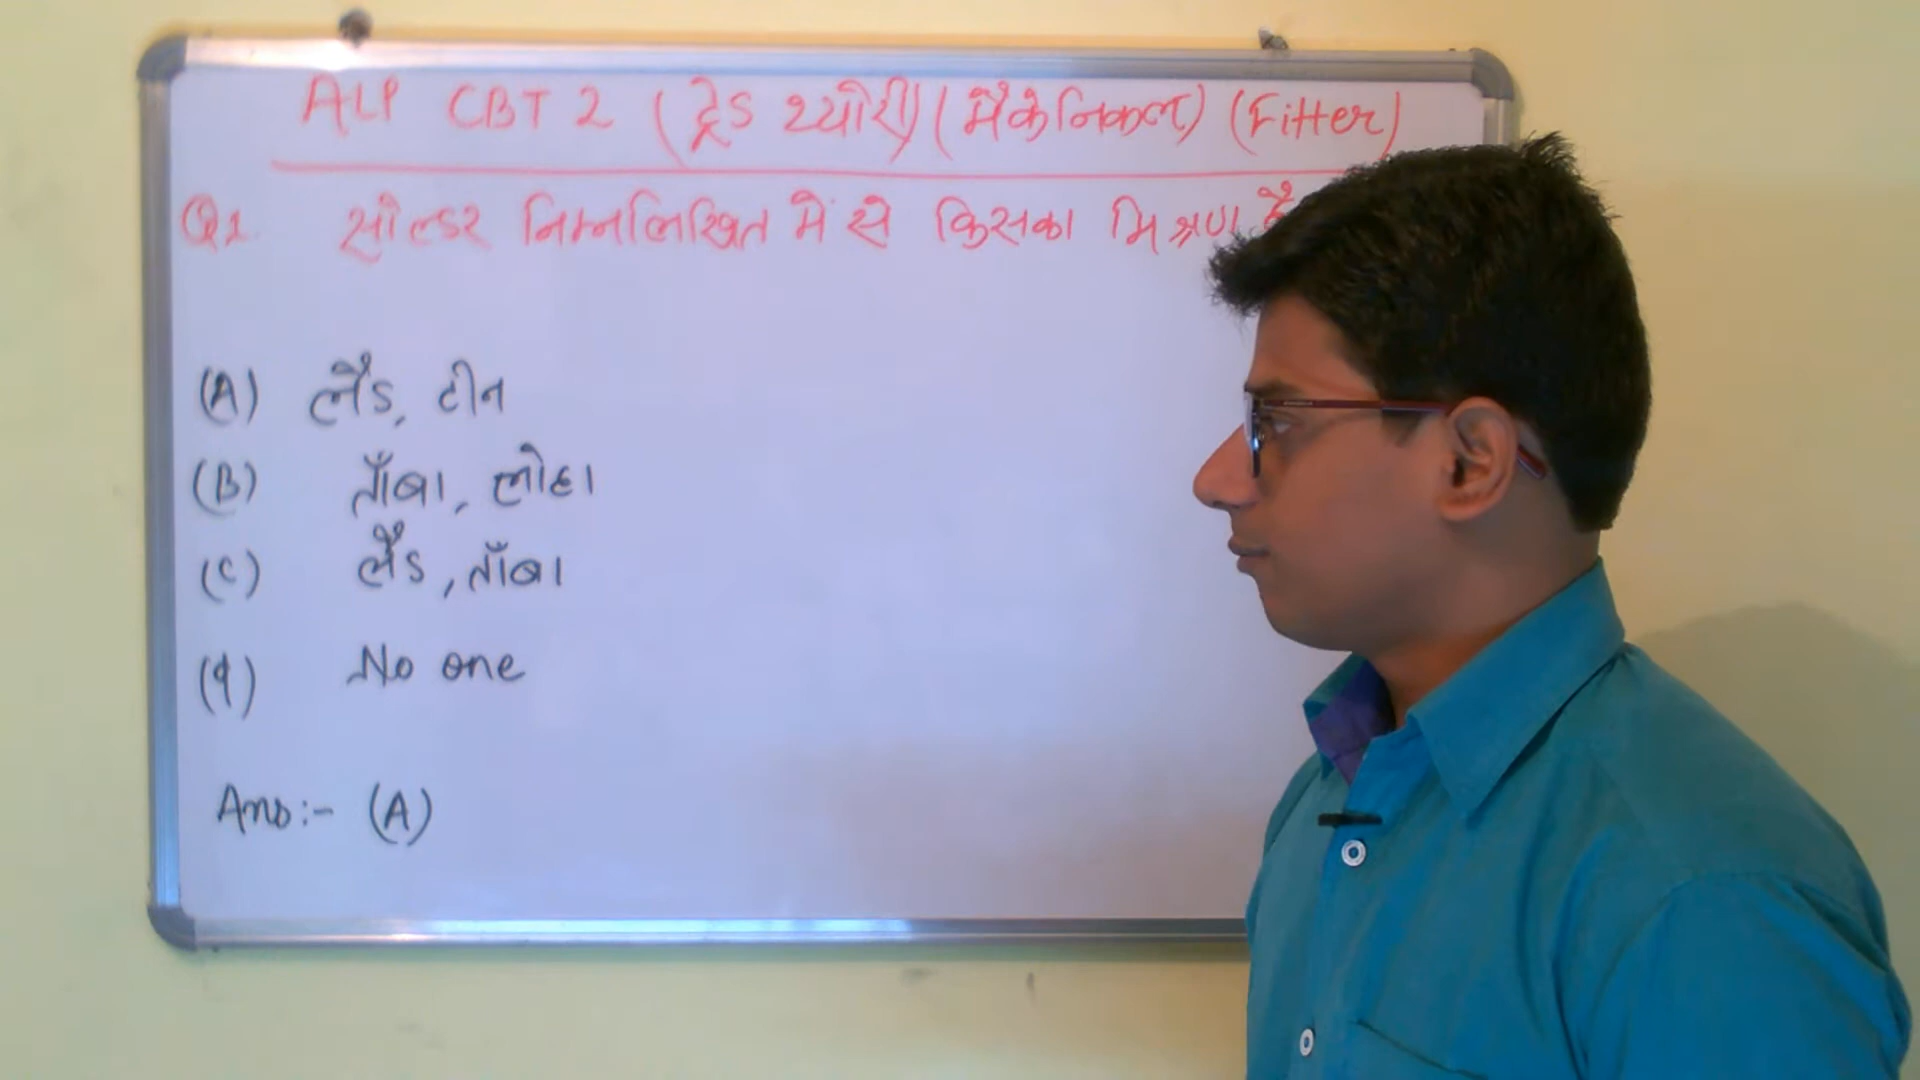 ALP CBT 2 (ट्रेड थ्योरी) (मैकेनिकल) (Fitter)
Q1 सोल्डर निम्नलिखित में से किसका मिश्रण है
(A) लैड, टीन
(B) ताँबा, लोहा
(C) लैड, ताँबा
(d) No one
Ans:- (A)